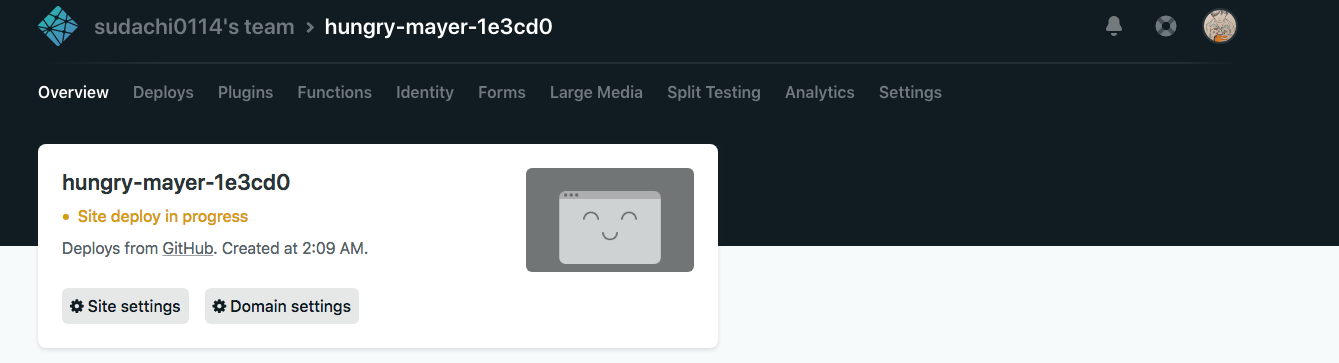 sudachi0114's team > hungry-mayer-1e3cd0
Overview Deploys Plugins Functions Identity Forms Large Media Split Testing Analytics Settings
hungry-mayer-1e3cd0
• Site deploy in progress
Deploys from GitHub. Created at 2:09 AM.
Site settings Domain settings